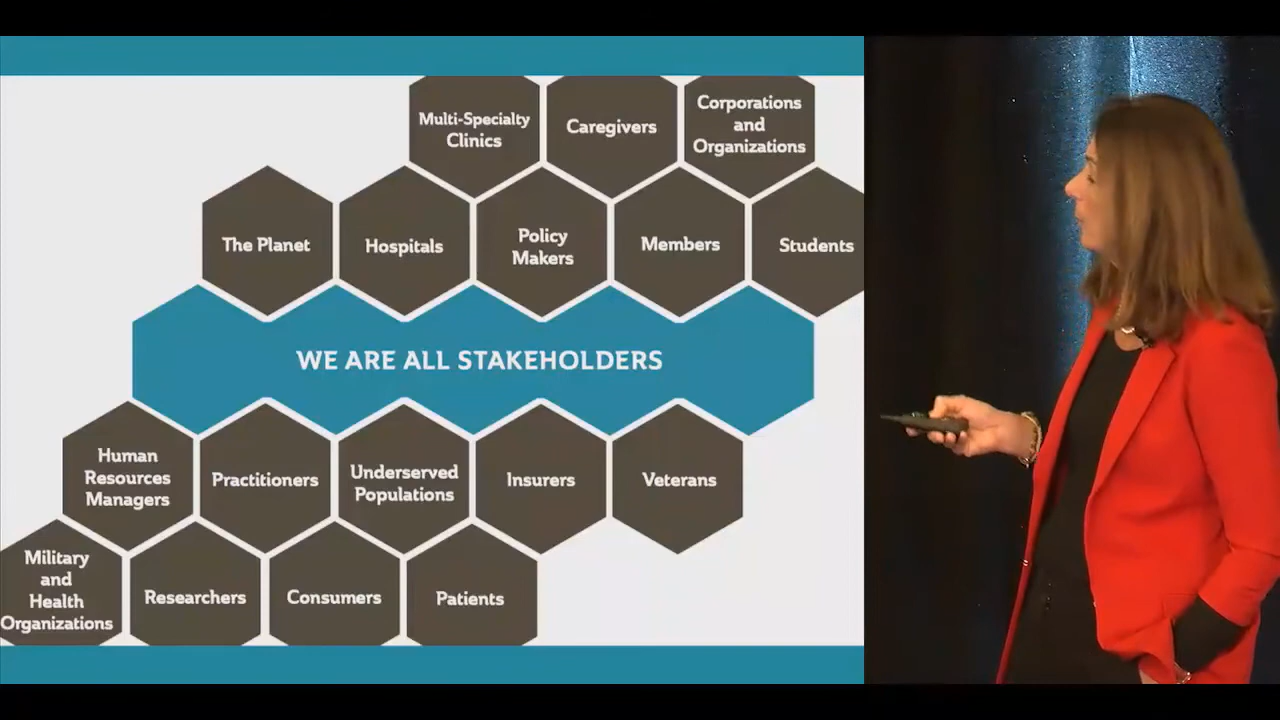 Multi-Specialty
Clinics
Caregivers
Corporations
and
Organizations
The Planet
Hospitals
Policy
Makers
Members
Students
WE ARE ALL STAKEHOLDERS
Human
Resources
Managers
Practitioners
Underserved
Populations
Insurers
Veterans
Military
and
Health
Organizations
Researchers
Consumers
Patients